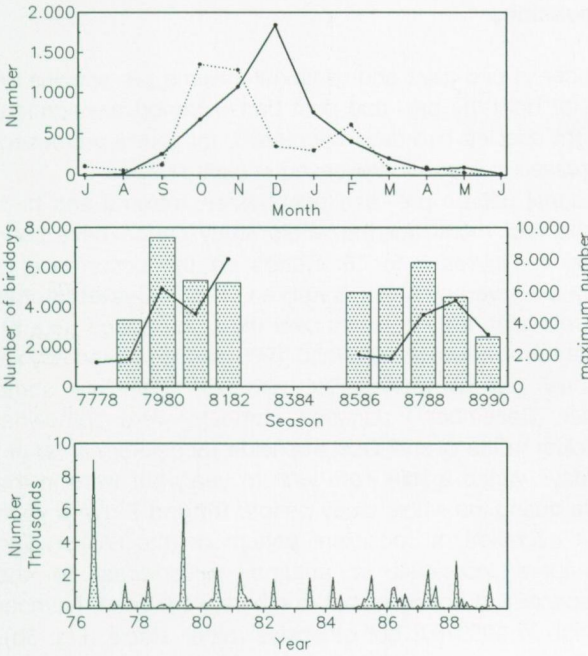 2.000
1.500
1.000
500
0
Number
J A S O N D J F M A M J
Month
8.000
6.000
4.000
2.000
0
Number of birddays
10.000
8.000
6.000
4.000
2.000
0
maximum number
7778 7980 8182 8384 8586 8788 8990
Season
10
8
6
4
2
0
Number
Thousands
76 78 80 82 84 86 88
Year